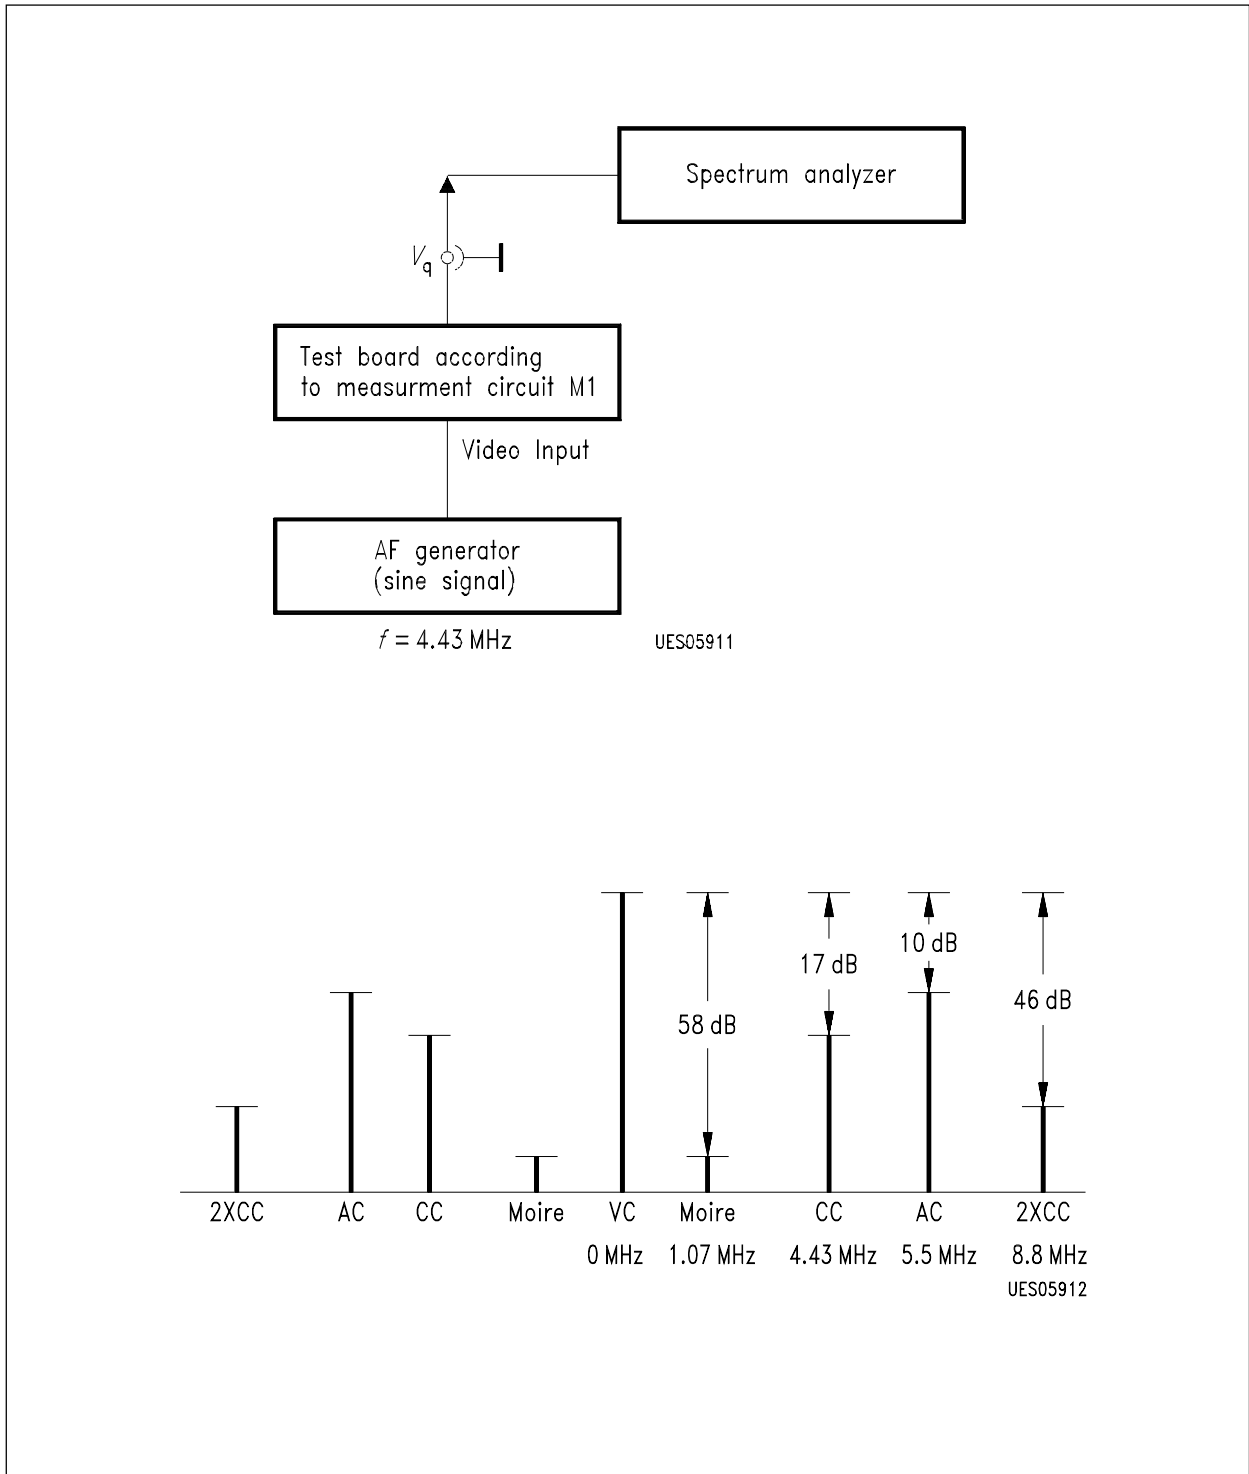 Spectrum analyzer
Vq
Test board according
to measurment circuit M1
Video Input
AF generator
(sine signal)
f = 4.43 MHz
UES05911
10 dB
17 dB
46 dB
58 dB
2XCC AC CC Moire VC Moire CC AC 2XCC
0 MHz 1.07 MHz 4.43 MHz 5.5 MHz 8.8 MHz
UES05912